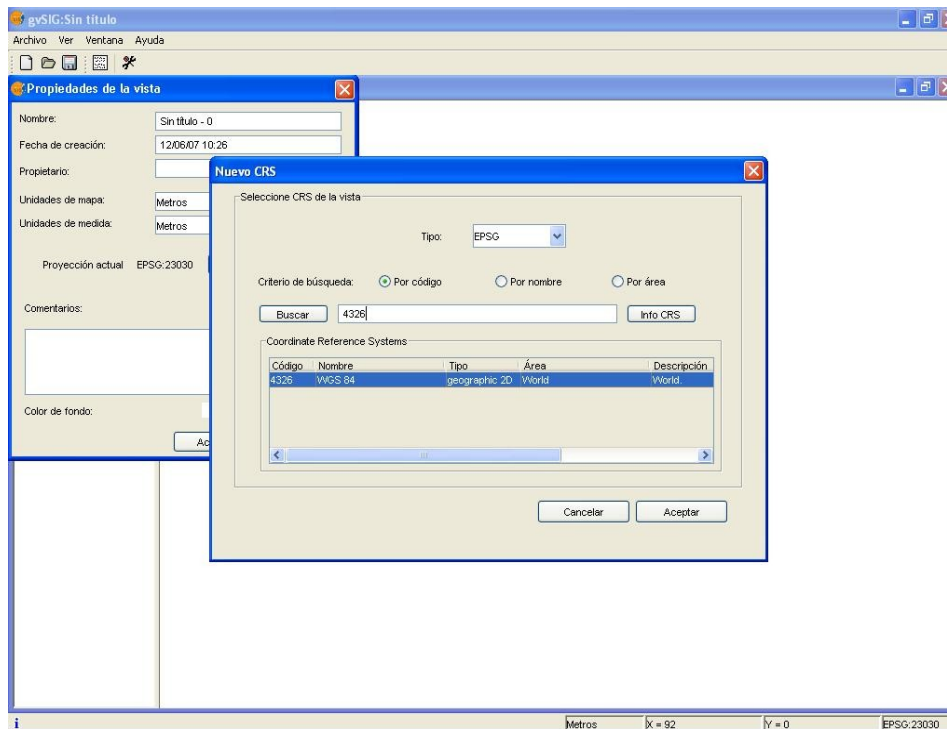 gvSIG:Sin título
Archivo Ver Ventana Ayuda
Propiedades de la vista
Nombre: Sin título - 0
Fecha de creación: 12/06/07 10:26
Propietario:
Unidades de mapa: Metros
Unidades de medida: Metros
Proyección actual EPSG:23030
Comentarios:
Color de fondo:
Ac
Nuevo CRS
Seleccione CRS de la vista
Tipo: EPSG
Criterio de búsqueda: Por código Por nombre Por área
Buscar 4326 Info CRS
Coordinate Reference Systems
Código Nombre Tipo Área Descripción
4326 WGS 84 geographic 2D World World.
Cancelar Aceptar
i Metros X = 92 Y = 0 EPSG:23030